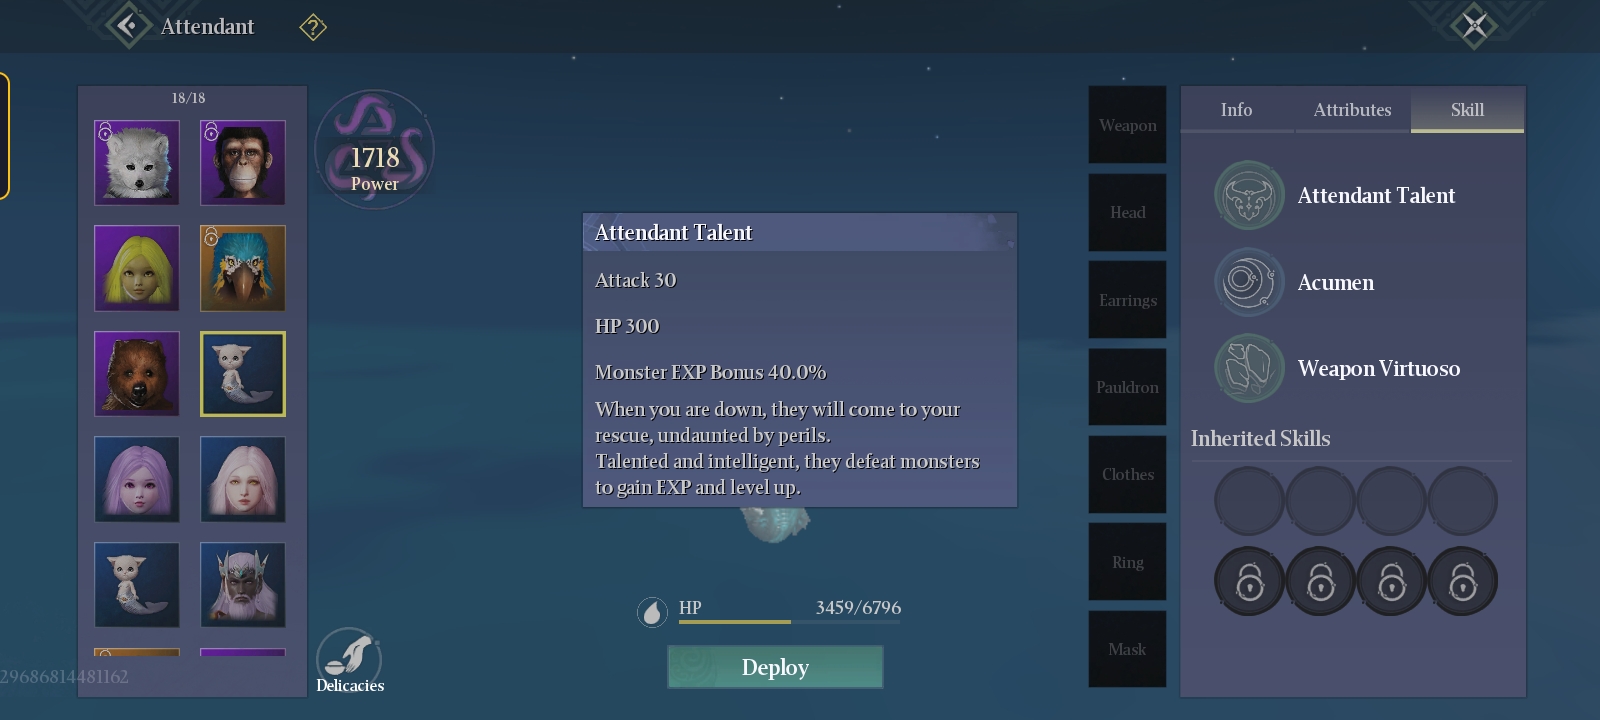 Attendant
?
18/18
1718
Power
Attendant Talent
Attack 30
HP 300
Monster EXP Bonus 40.0%
When you are down, they will come to your
rescue, undaunted by perils.
Talented and intelligent, they defeat monsters
to gain EXP and level up.
HP 3459/6796
Deploy
Delicacies
29686814481162
Weapon
Head
Earrings
Pauldron
Clothes
Ring
Mask
Info Attributes Skill
Attendant Talent
Acumen
Weapon Virtuoso
Inherited Skills